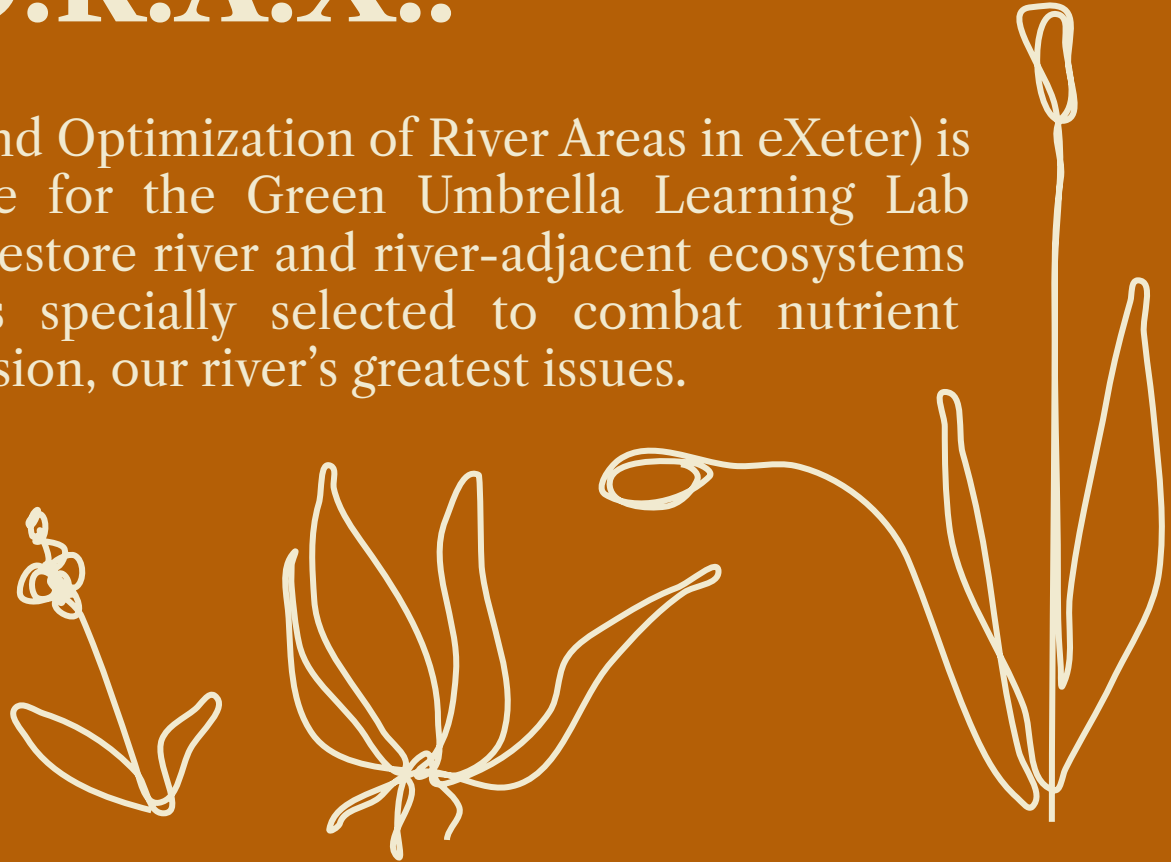 .R.A.X..
nd Optimization of River Areas in eXeter) is
e for the Green Umbrella Learning Lab
estore river and river-adjacent ecosystems
s specially selected to combat nutrient
sion, our river’s greatest issues.